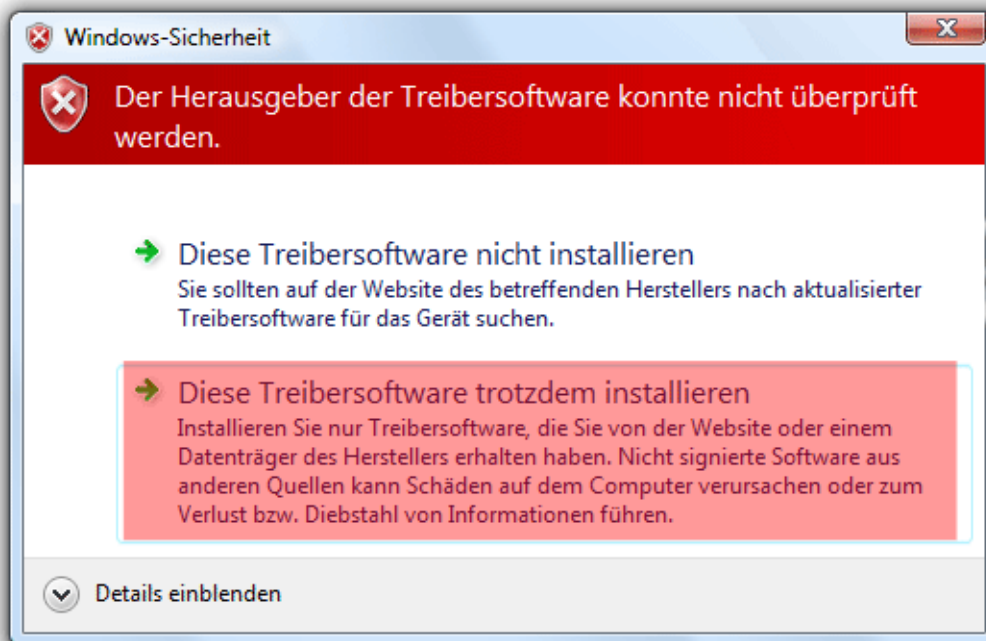 Windows-Sicherheit
Der Herausgeber der Treibersoftware konnte nicht überprüft
werden.
Diese Treibersoftware nicht installieren
Sie sollten auf der Website des betreffenden Herstellers nach aktualisierter
Treibersoftware für das Gerät suchen.
Diese Treibersoftware trotzdem installieren
Installieren Sie nur Treibersoftware, die Sie von der Website oder einem
Datenträger des Herstellers erhalten haben. Nicht signierte Software aus
anderen Quellen kann Schäden auf dem Computer verursachen oder zum
Verlust bzw. Diebstahl von Informationen führen.
Details einblenden